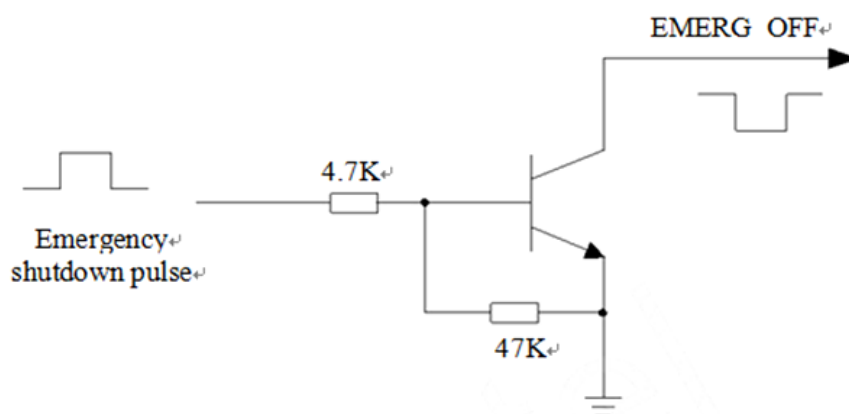 EMERG OFF↵
4.7K↵
Emergency↵
shutdown pulse↵
47K↵